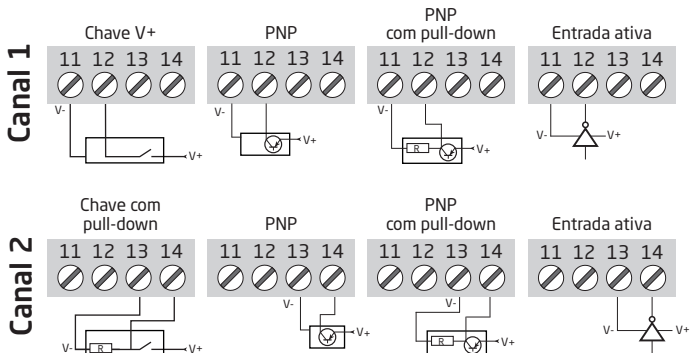 Canal 1
Chave V+
11 12 13 14
V-
V+
PNP
11 12 13 14
V-
V+
PNP
com pull-down
11 12 13 14
V-
R
V+
Entrada ativa
11 12 13 14
V-
V+
Canal 2
Chave com
pull-down
11 12 13 14
V-
R
V+
PNP
11 12 13 14
V-
V+
PNP
com pull-down
11 12 13 14
V-
R
V+
Entrada ativa
11 12 13 14
V-
V+